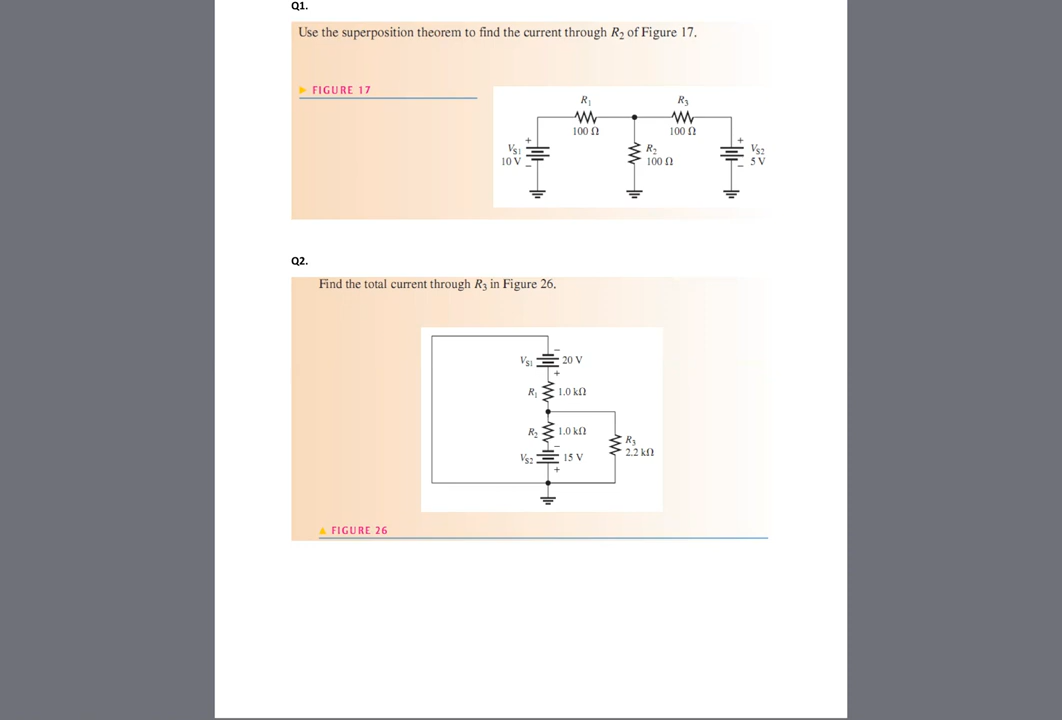 Q1.
Use the superposition theorem to find the current through R2 of Figure 17.
▶ FIGURE 17
R1
R3
100 Ω
100 Ω
+
+
VS1
R2
VS2
10 V
100 Ω
5 V
−
−
Q2.
Find the total current through R3 in Figure 26.
−
VS1
20 V
+
R1
1.0 kΩ
R2
1.0 kΩ
R3
−
2.2 kΩ
VS2
15 V
+
▲ FIGURE 26